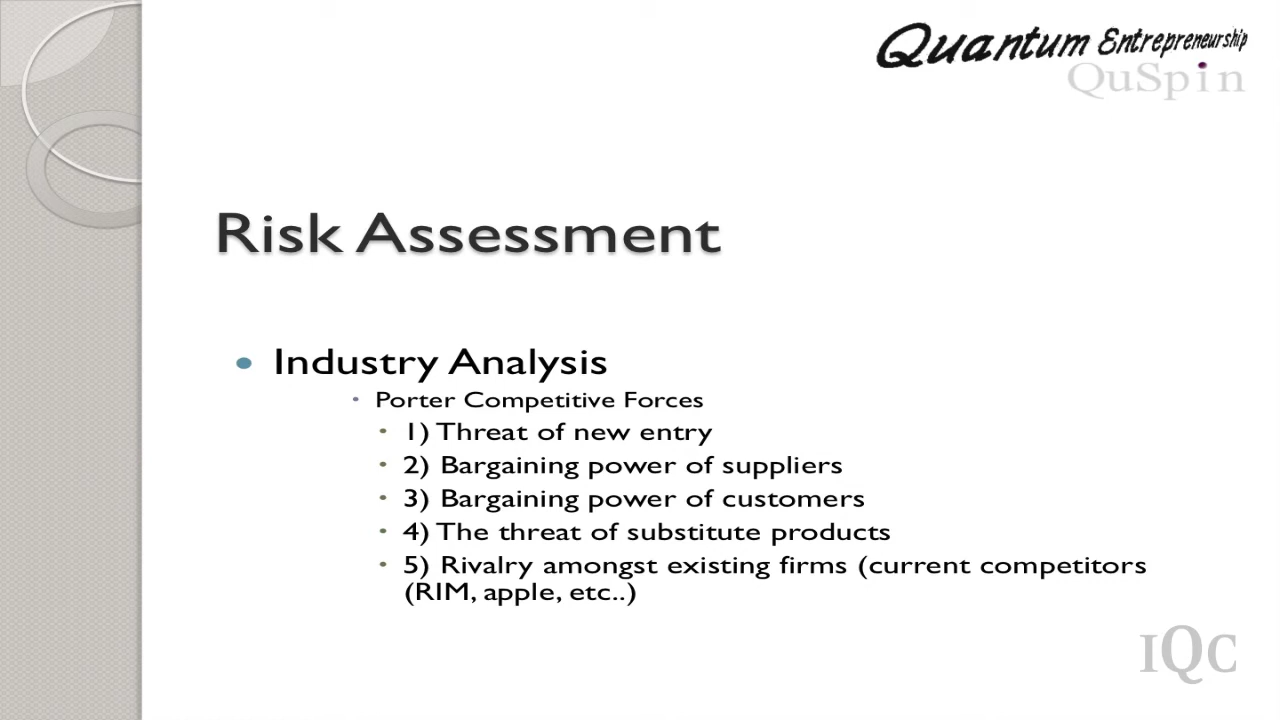 Quantum Entrepreneurship
QuSpin
Risk Assessment
• Industry Analysis
• Porter Competitive Forces
• 1) Threat of new entry
• 2) Bargaining power of suppliers
• 3) Bargaining power of customers
• 4) The threat of substitute products
• 5) Rivalry amongst existing firms (current competitors
(RIM, apple, etc..)
IQC